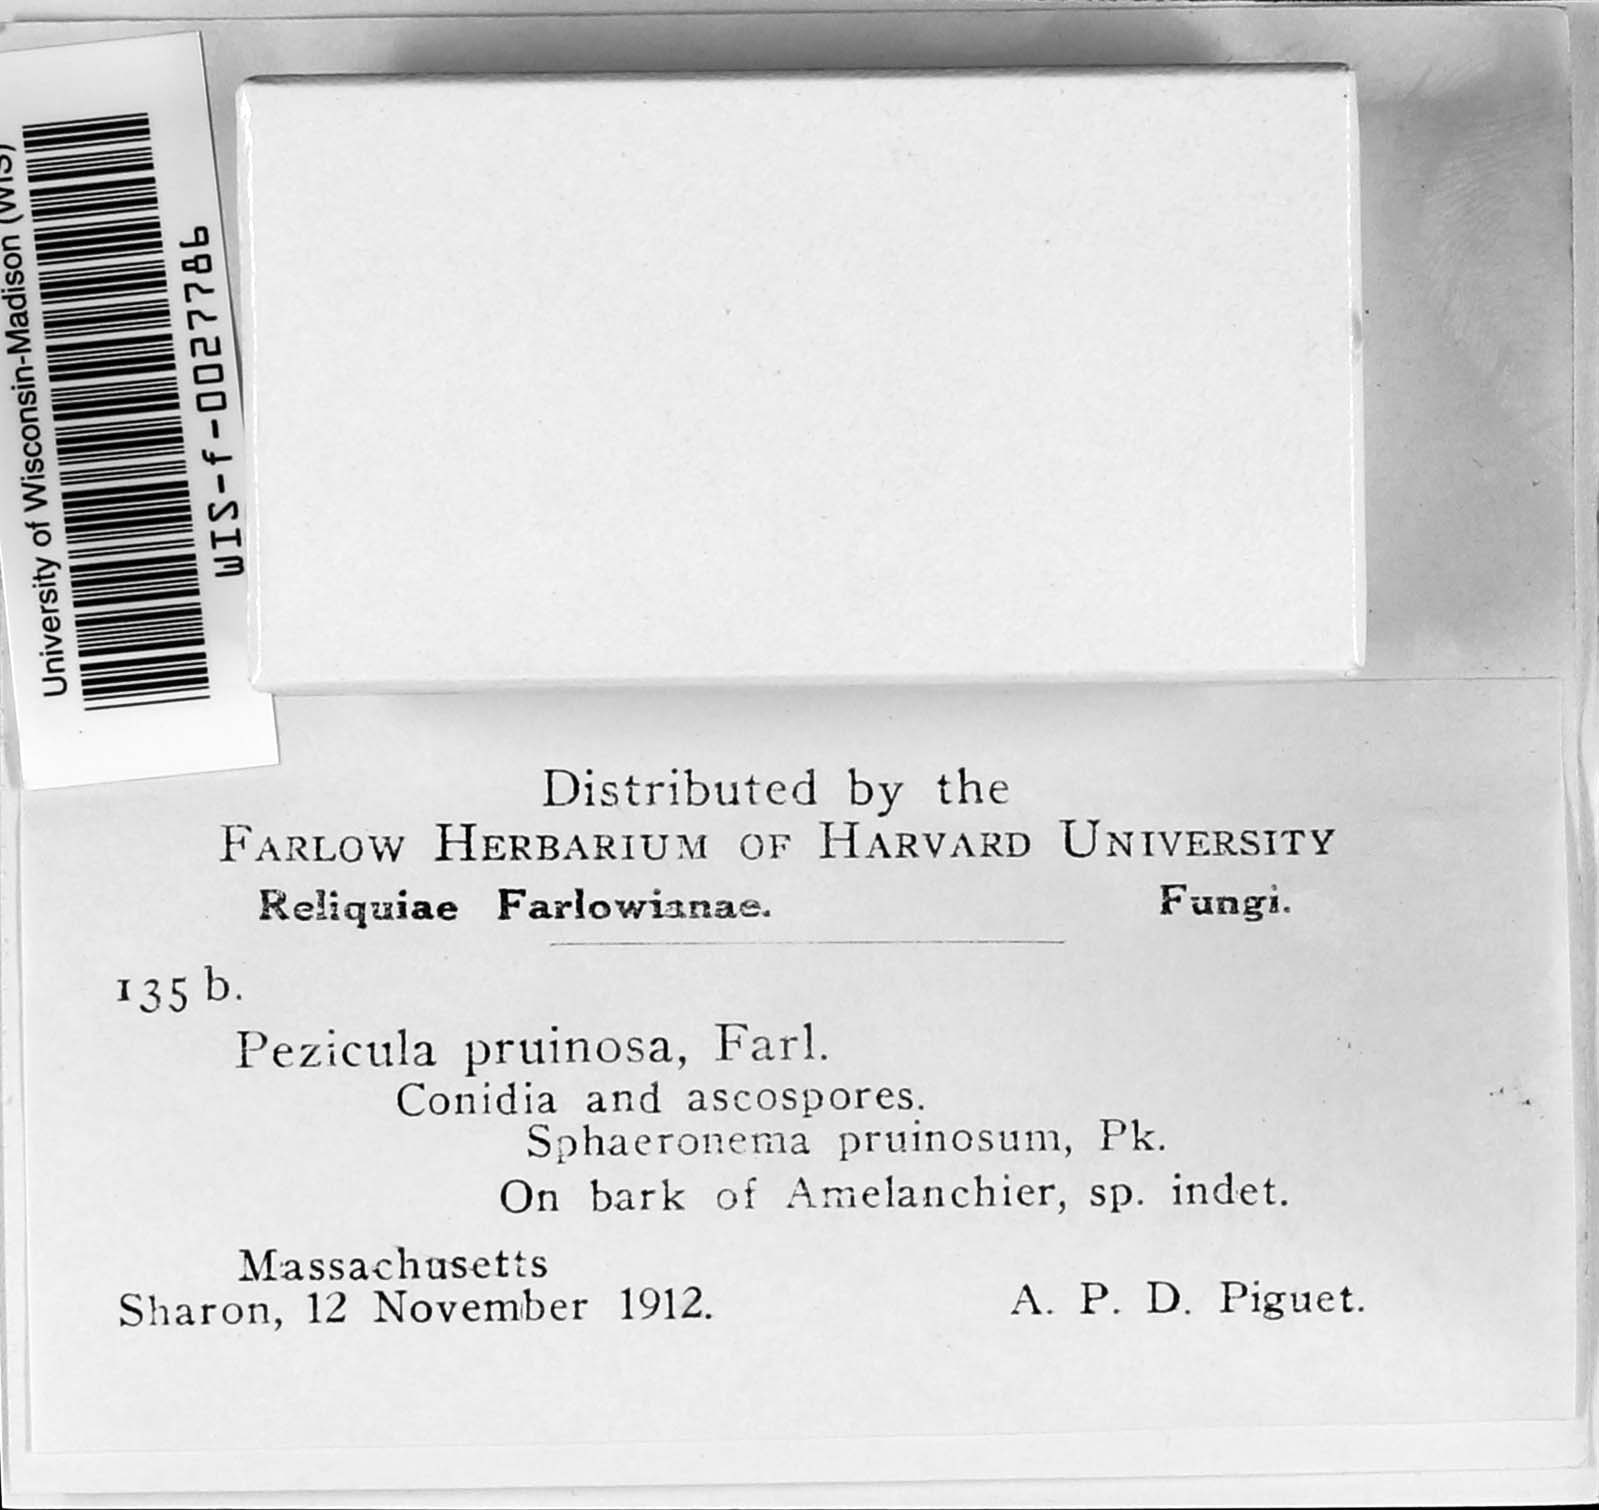 University of Wisconsin-Madison (WIS)
WIS-f-0027786
Distributed by the
FARLOW HERBARIUM OF HARVARD UNIVERSITY
Reliquiae Farlowianae. Fungi.
135 b.
Pezicula pruinosa, Farl.
Conidia and ascospores.
Sphaeronema pruinosum, Pk.
On bark of Amelanchier, sp. indet.
Massachusetts
Sharon, 12 November 1912. A. P. D. Piguet.